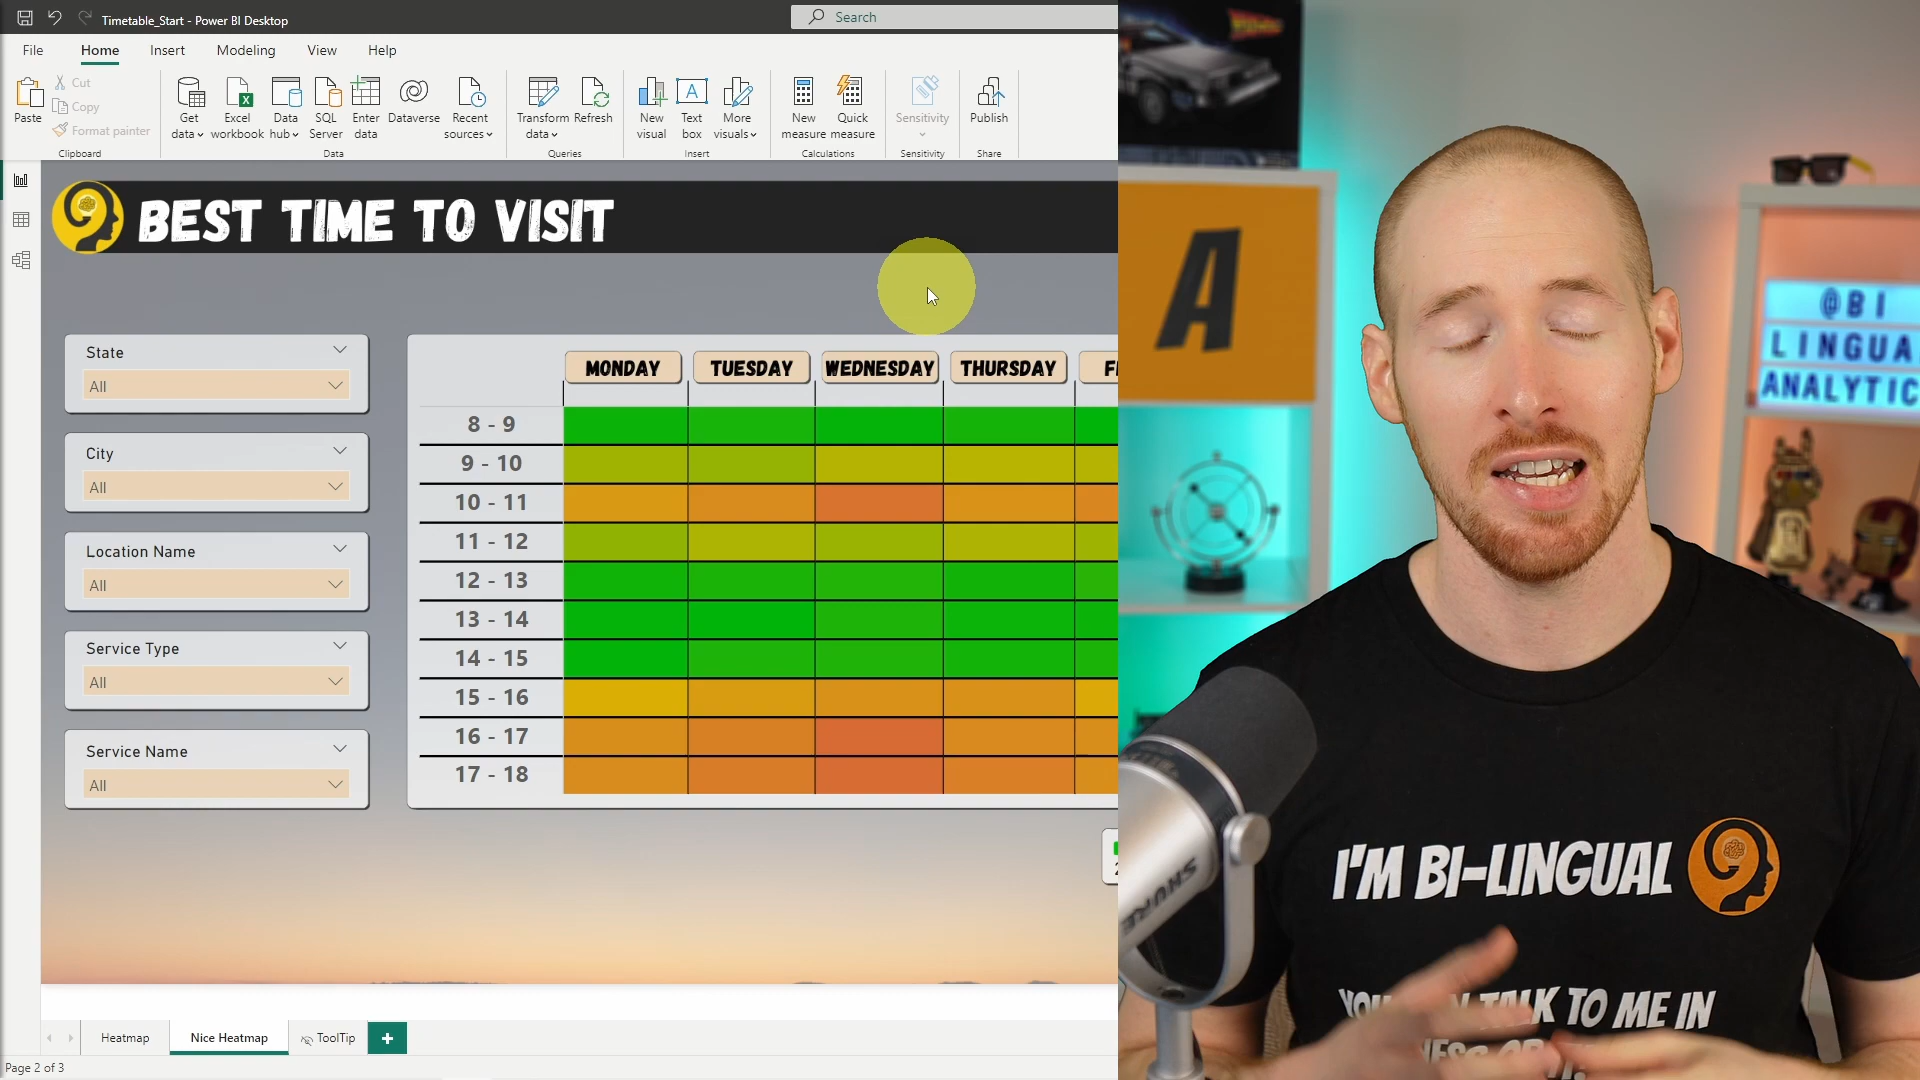 Timetable_Start - Power BI Desktop
Search
File Home Insert Modeling View Help
Paste
Cut
Copy
Format painter
Clipboard
Get data
Excel workbook
Data hub
SQL Server
Enter data
Dataverse
Recent sources
Data
Transform data
Refresh
Queries
New visual
Text box
More visuals
Insert
New measure
Quick measure
Calculations
Sensitivity
Sensitivity
Publish
Share
BEST TIME TO VISIT
State
All
City
All
Location Name
All
Service Type
All
Service Name
All
MONDAY TUESDAY WEDNESDAY THURSDAY
8 - 9
9 - 10
10 - 11
11 - 12
12 - 13
13 - 14
14 - 15
15 - 16
16 - 17
17 - 18
Heatmap Nice Heatmap ToolTip +
Page 2 of 3
A
@BI
LINGUA
ANALYTIC
SHURE
I'M BI-LINGUAL
TALK TO ME IN